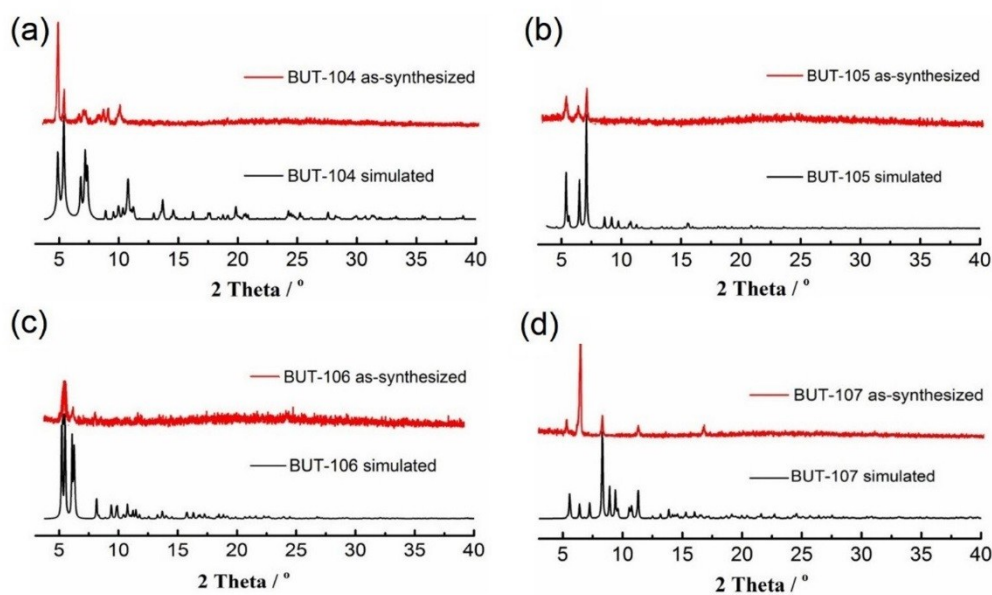 (a)
BUT-104 as-synthesized
BUT-104 simulated
5 10 15 20 25 30 35 40
2 Theta / °
(b)
BUT-105 as-synthesized
BUT-105 simulated
5 10 15 20 25 30 35 40
2 Theta / °
(c)
BUT-106 as-synthesized
BUT-106 simulated
5 10 15 20 25 30 35 40
2 Theta / °
(d)
BUT-107 as-synthesized
BUT-107 simulated
5 10 15 20 25 30 35 40
2 Theta / °